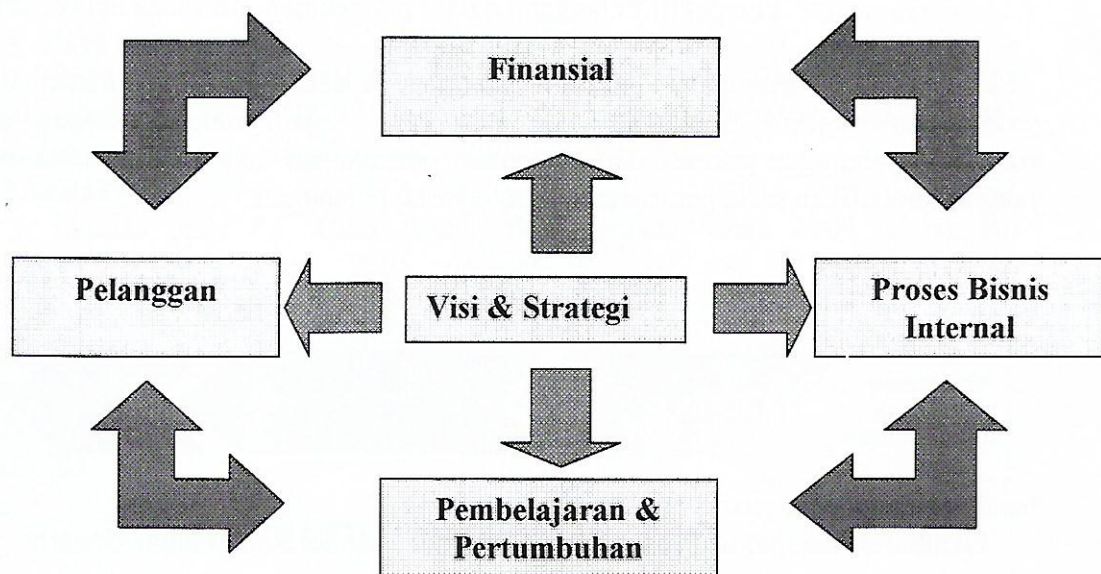 Finansial
Pelanggan
Visi & Strategi
Proses Bisnis
Internal
Pembelajaran &
Pertumbuhan